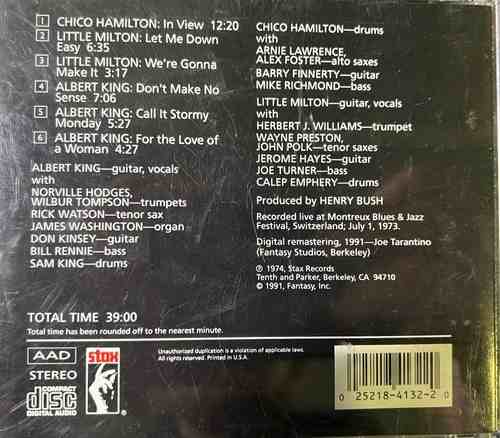 1 CHICO HAMILTON: In View 12:20
2 LITTLE MILTON: Let Me Down
Easy 6:35
3 LITTLE MILTON: We're Gonna
Make It 3:17
4 ALBERT KING: Don't Make No
Sense 7:06
5 ALBERT KING: Call It Stormy
Monday 5:27
6 ALBERT KING: For the Love of
a Woman 4:27
ALBERT KING—guitar, vocals
with
NORVILLE HODGES,
WILBUR TOMPSON—trumpets
RICK WATSON—tenor sax
JAMES WASHINGTON—organ
DON KINSEY—guitar
BILL RENNIE—bass
SAM KING—drums
CHICO HAMILTON—drums
with
ARNIE LAWRENCE,
ALEX FOSTER—alto saxes
BARRY FINNERTY—guitar
MIKE RICHMOND—bass
LITTLE MILTON—guitar, vocals
with
HERBERT J. WILLIAMS—trumpet
WAYNE PRESTON,
JOHN POLK—tenor saxes
JEROME HAYES—guitar
JOE TURNER—bass
CALEP EMPHERY—drums
Produced by HENRY BUSH
Recorded live at Montreux Blues & Jazz
Festival, Switzerland; July 1, 1973.
Digital remastering, 1991—Joe Tarantino
(Fantasy Studios, Berkeley)
℗ 1974, Stax Records
Tenth and Parker, Berkeley, CA 94710
© 1991, Fantasy, Inc.
TOTAL TIME 39:00
Total time has been rounded off to the nearest minute.
AAD
STEREO
COMPACT
disc
DIGITAL AUDIO
stax
Unauthorized duplication is a violation of applicable laws.
All rights reserved. Printed in U.S.A.
0 25218-4132-2 0